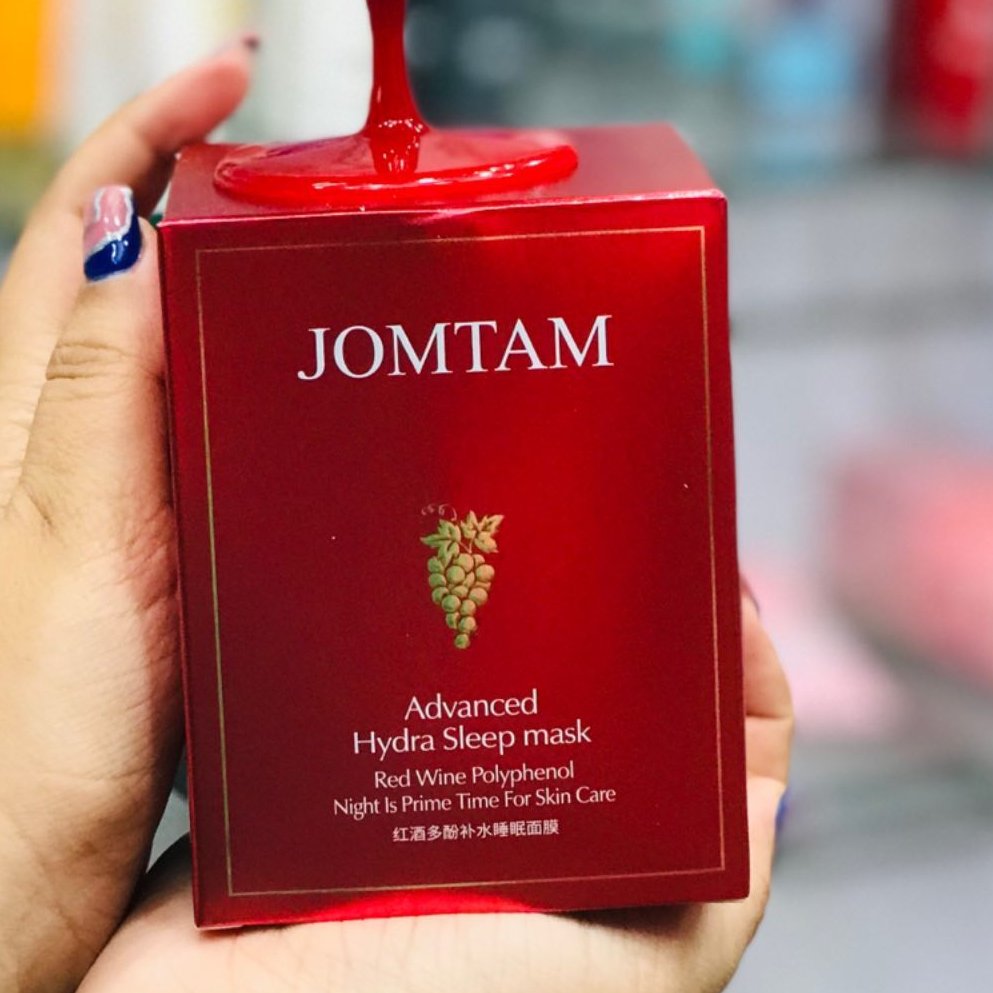 JOMTAM
Advanced
Hydra Sleep mask
Red Wine Polyphenol
Night Is Prime Time For Skin Care
红酒多酚补水睡眠面膜